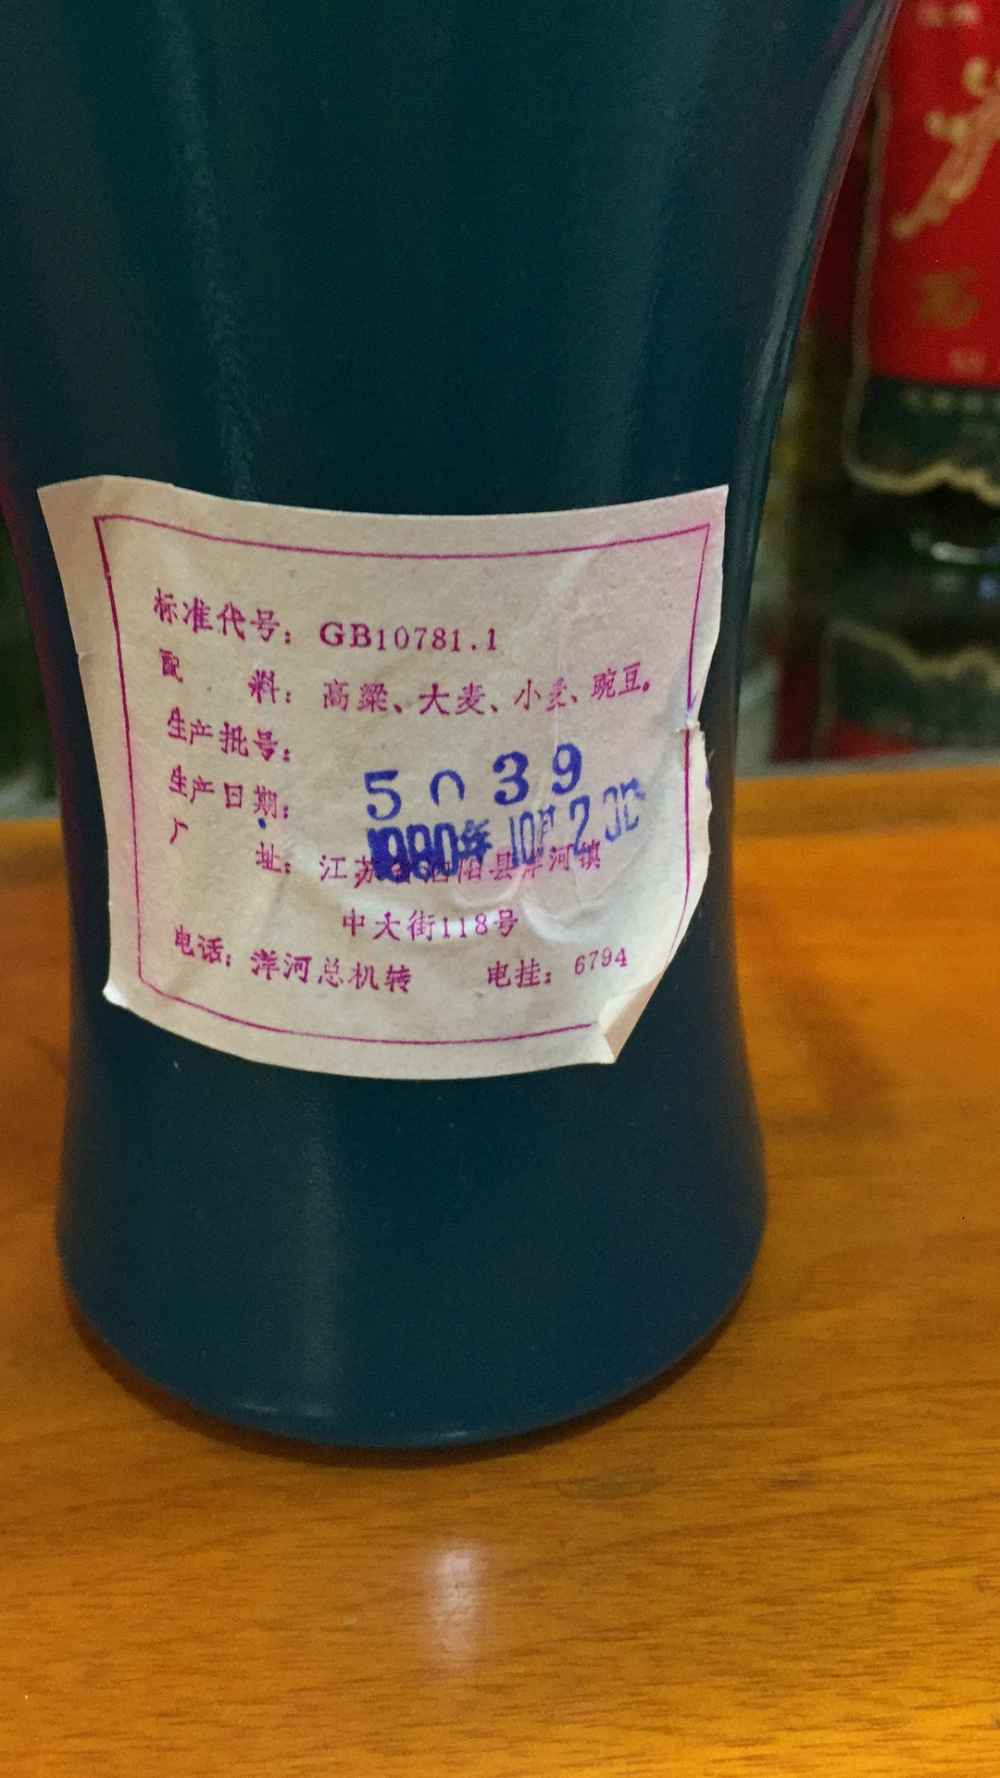 标准代号：GB10781.1
配料：高粱、大麦、小麦、豌豆。
生产批号：
5039
生产日期：
1990年10月2
厂址：江苏省泗阳县洋河镇
中大街118号
电话：洋河总机转 电挂：6794